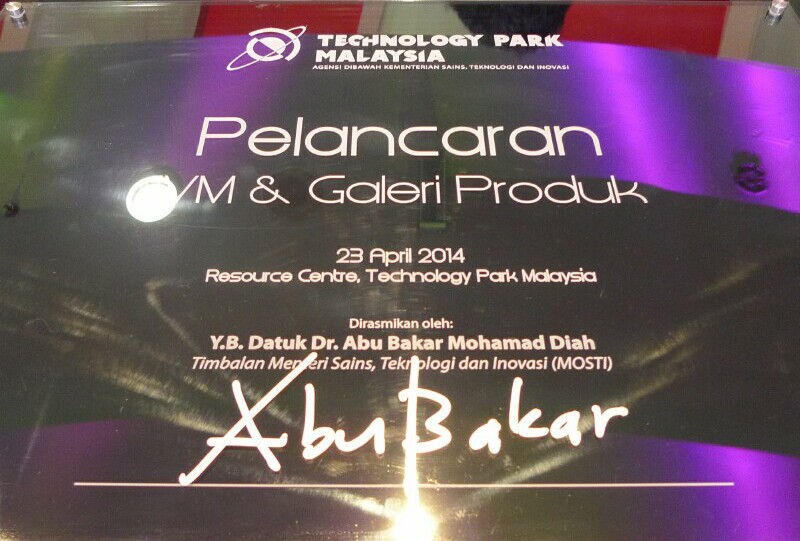 TECHNOLOGY PARK
MALAYSIA
AGENSI DIBAWAH KEMENTERIAN SAINS, TEKNOLOGI DAN INOVASI
Pelancaran
& Galeri Produk
23 April 2014
Resource Centre, Technology Park Malaysia
Dirasmikan oleh:
Y.B. Datuk Dr. Abu Bakar Mohamad Diah
Timbalan Menteri Sains, Teknologi dan Inovasi (MOSTI)
Abu Bakar